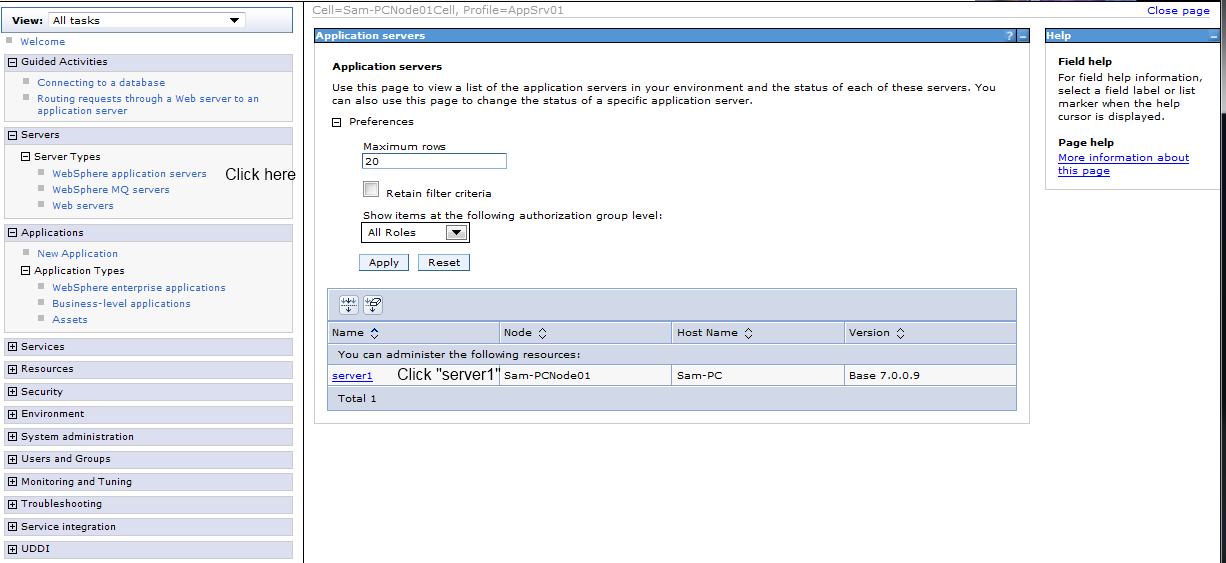 Cell=Sam-PCNode01Cell, Profile=AppSrv01
Close page
View: All tasks
Welcome
Guided Activities
Connecting to a database
Routing requests through a Web server to an
application server
Servers
Server Types
WebSphere application servers
Click here
WebSphere MQ servers
Web servers
Applications
New Application
Application Types
WebSphere enterprise applications
Business-level applications
Assets
Services
Resources
Security
Environment
System administration
Users and Groups
Monitoring and Tuning
Troubleshooting
Service integration
UDDI
Application servers
? –
Application servers
Use this page to view a list of the application servers in your environment and the status of each of these servers. You
can also use this page to change the status of a specific application server.
Preferences
Maximum rows
20
Retain filter criteria
Show items at the following authorization group level:
All Roles
Apply Reset
Name Node Host Name Version
You can administer the following resources:
server1 Click "server1" Sam-PCNode01 Sam-PC Base 7.0.0.9
Total 1
Help –
Field help
For field help information,
select a field label or list
marker when the help
cursor is displayed.
Page help
More information about
this page